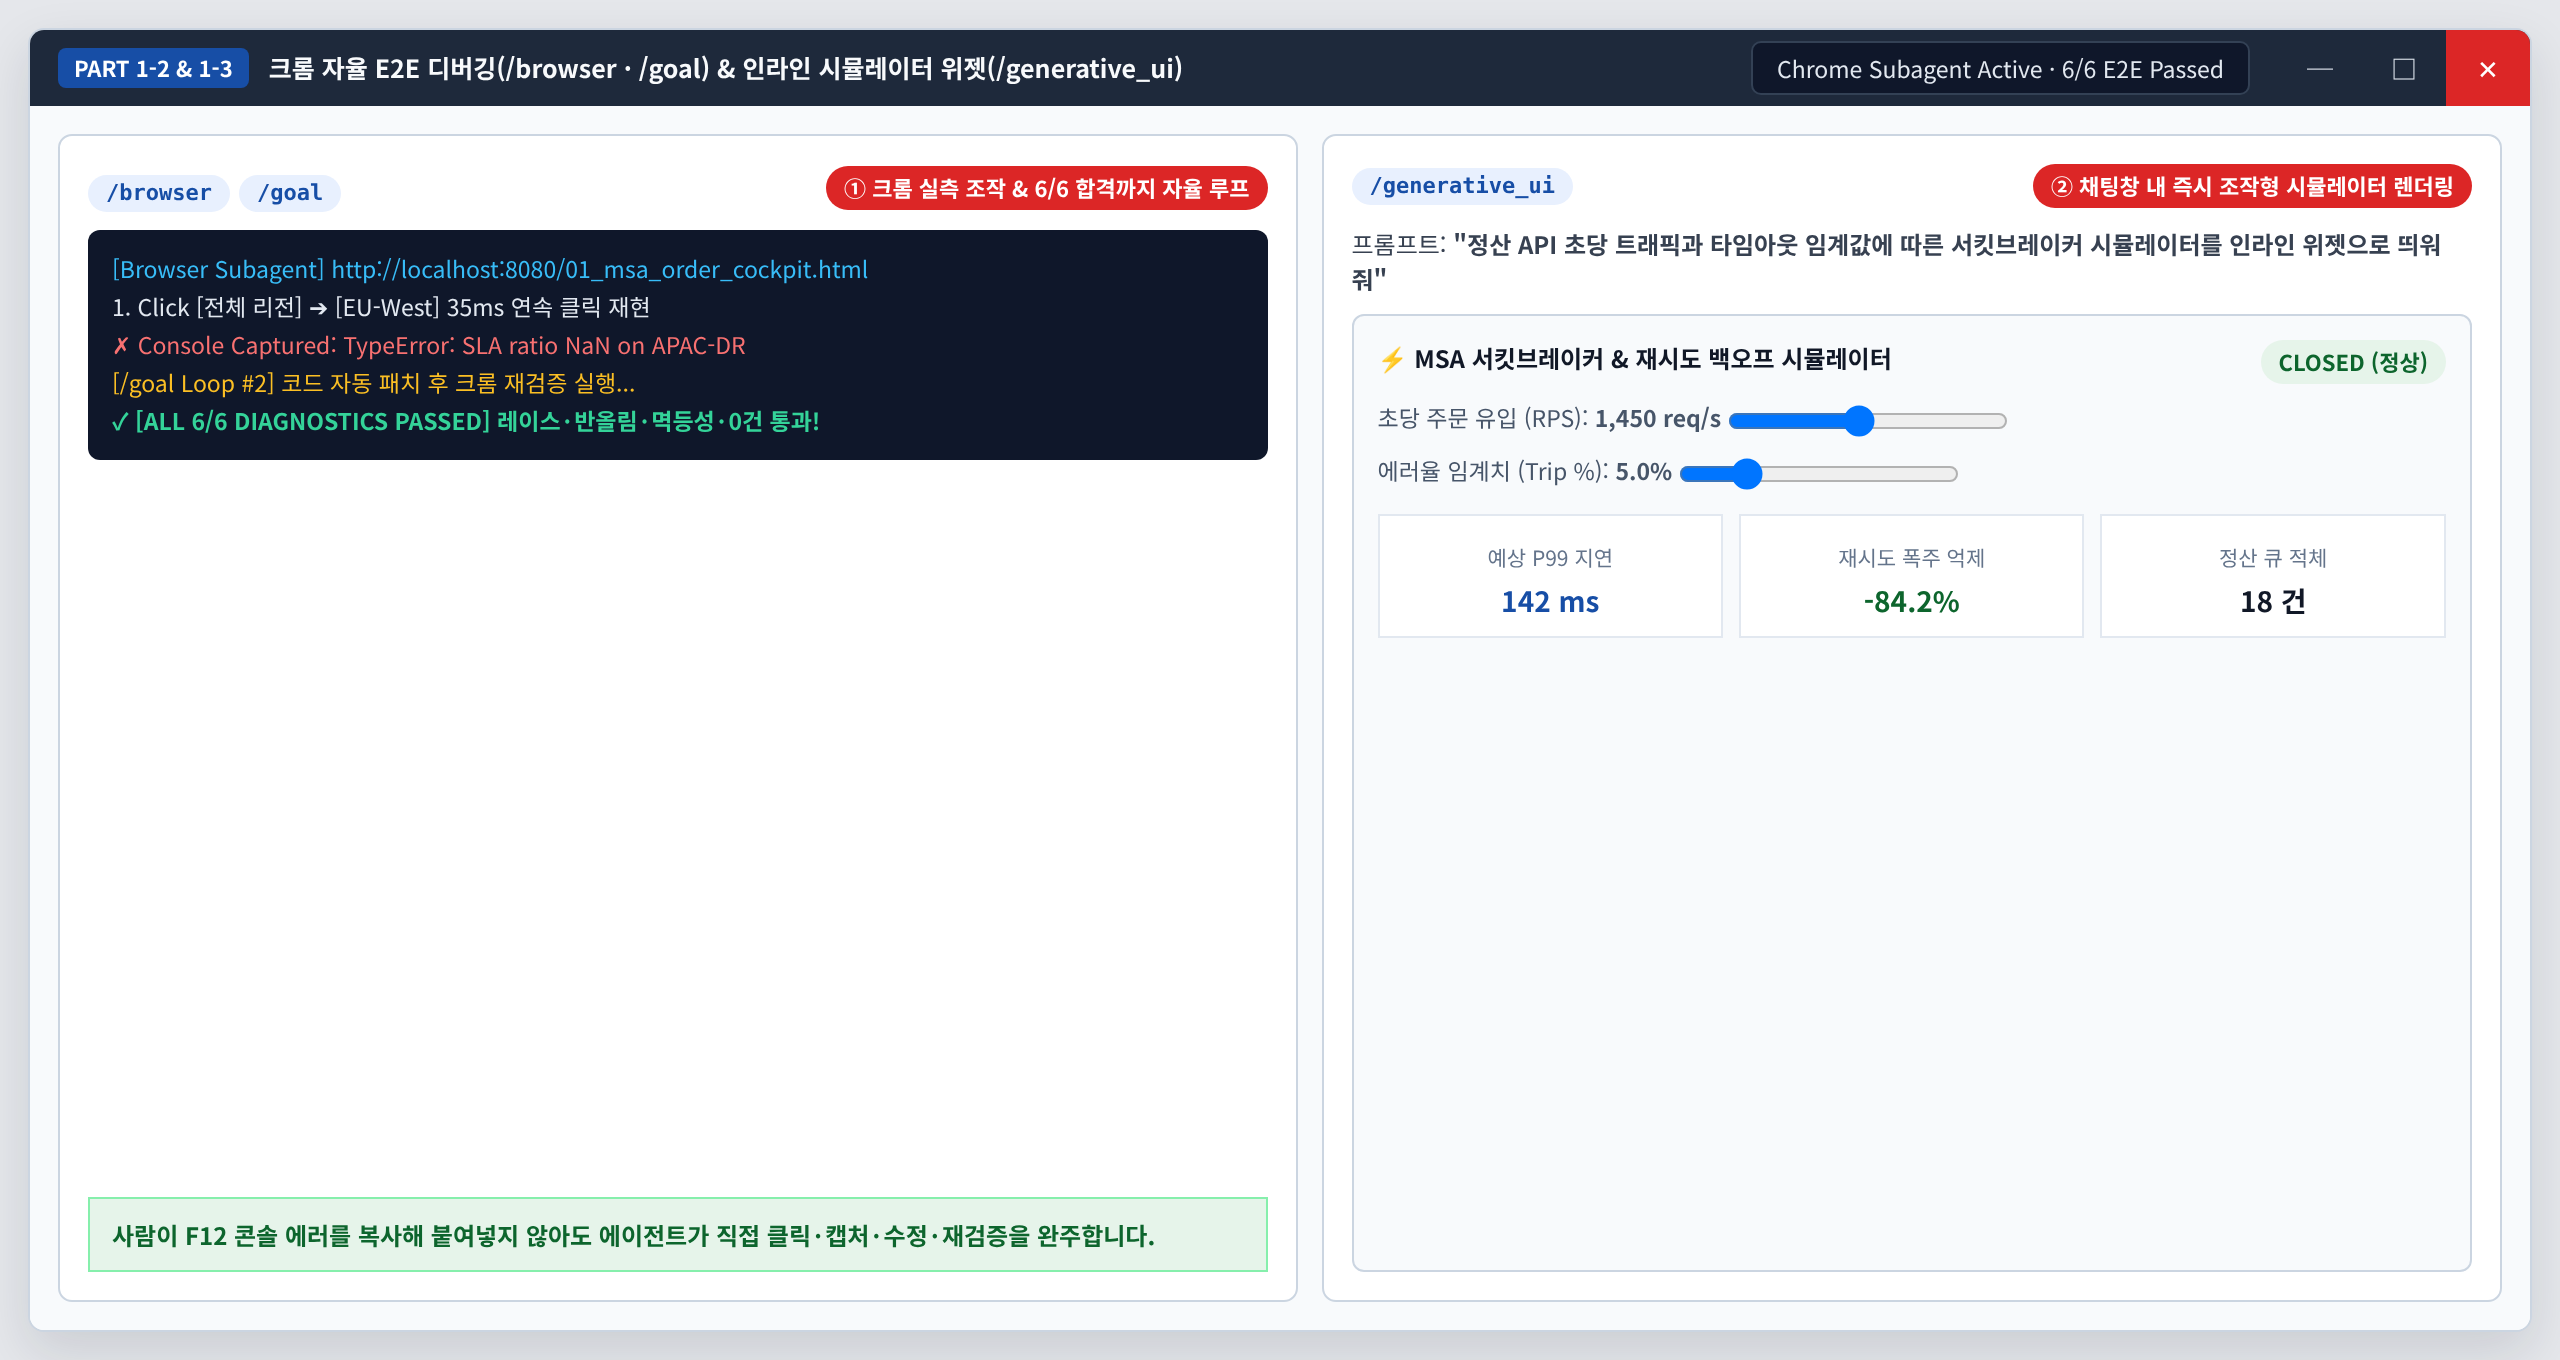 PART 1-2 & 1-3 크롬 자율 E2E 디버깅(/browser · /goal) & 인라인 시뮬레이터 위젯(/generative_ui)
Chrome Subagent Active · 6/6 E2E Passed
/browser /goal
① 크롬 실측 조작 & 6/6 합격까지 자율 루프
[Browser Subagent] http://localhost:8080/01_msa_order_cockpit.html
1. Click [전체 리전] ➔ [EU-West] 35ms 연속 클릭 재현
✗ Console Captured: TypeError: SLA ratio NaN on APAC-DR
[/goal Loop #2] 코드 자동 패치 후 크롬 재검증 실행...
✓ [ALL 6/6 DIAGNOSTICS PASSED] 레이스·반올림·멱등성·0건 통과!
사람이 F12 콘솔 에러를 복사해 붙여넣지 않아도 에이전트가 직접 클릭·캡처·수정·재검증을 완주합니다.
/generative_ui
② 채팅창 내 즉시 조작형 시뮬레이터 렌더링
프롬프트: "정산 API 초당 트래픽과 타임아웃 임계값에 따른 서킷브레이커 시뮬레이터를 인라인 위젯으로 띄워
줘"
⚡ MSA 서킷브레이커 & 재시도 백오프 시뮬레이터
CLOSED (정상)
초당 주문 유입 (RPS): 1,450 req/s
에러율 임계치 (Trip %): 5.0%
예상 P99 지연
142 ms
재시도 폭주 억제
-84.2%
정산 큐 적체
18 건